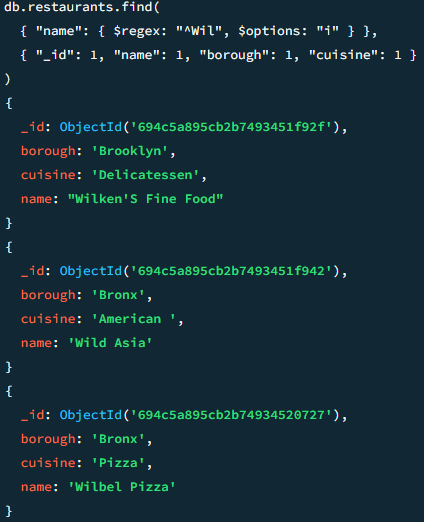 db.restaurants.find(
  { "name": { $regex: "^Wil", $options: "i" } },
  { "_id": 1, "name": 1, "borough": 1, "cuisine": 1 }
)
{
  _id: ObjectId('694c5a895cb2b7493451f92f'),
  borough: 'Brooklyn',
  cuisine: 'Delicatessen',
  name: "Wilken'S Fine Food"
}
{
  _id: ObjectId('694c5a895cb2b7493451f942'),
  borough: 'Bronx',
  cuisine: 'American ',
  name: 'Wild Asia'
}
{
  _id: ObjectId('694c5a895cb2b74934520727'),
  borough: 'Bronx',
  cuisine: 'Pizza',
  name: 'Wilbel Pizza'
}